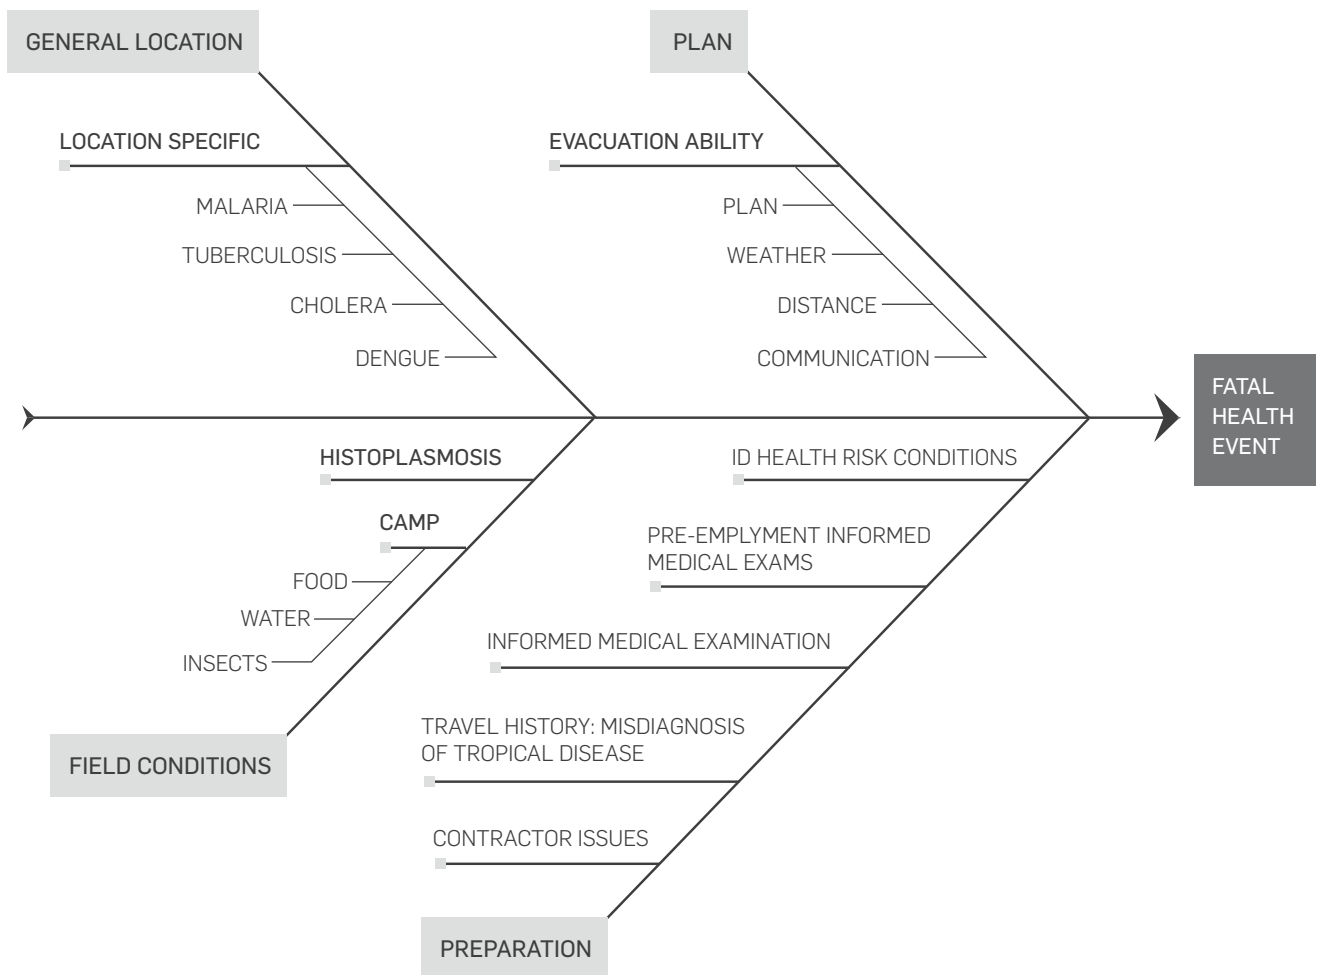 GENERAL LOCATION
PLAN
LOCATION SPECIFIC
MALARIA
TUBERCULOSIS
CHOLERA
DENGUE
EVACUATION ABILITY
PLAN
WEATHER
DISTANCE
COMMUNICATION
FATAL
HEALTH
EVENT
HISTOPLASMOSIS
CAMP
FOOD
WATER
INSECTS
FIELD CONDITIONS
ID HEALTH RISK CONDITIONS
PRE-EMPLYMENT INFORMED
MEDICAL EXAMS
INFORMED MEDICAL EXAMINATION
TRAVEL HISTORY: MISDIAGNOSIS
OF TROPICAL DISEASE
CONTRACTOR ISSUES
PREPARATION